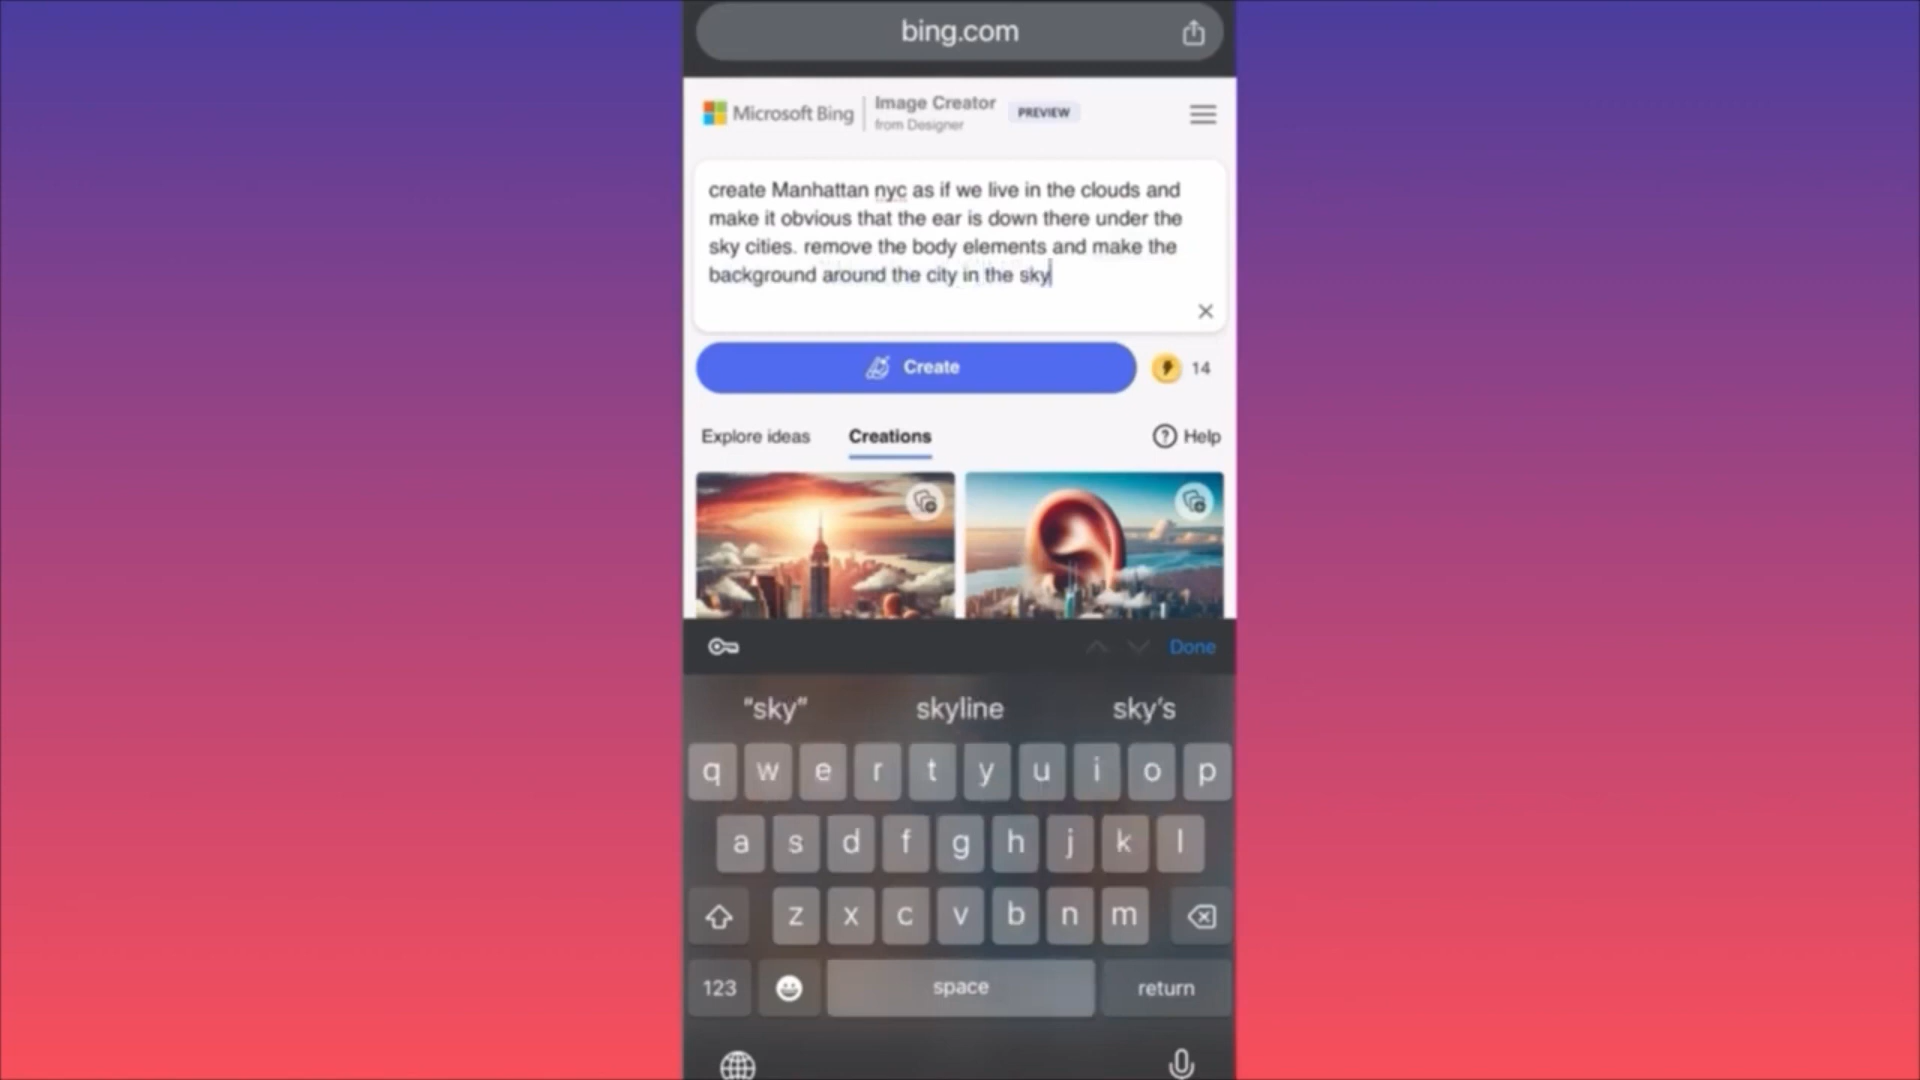 bing.com
Microsoft Bing
Image Creator
from Designer
PREVIEW
create Manhattan nyc as if we live in the clouds and
make it obvious that the ear is down there under the
sky cities. remove the body elements and make the
background around the city in the sky
Create
14
Explore ideas
Creations
Help
Done
"sky"
skyline
sky's
q w e r t y u i o p
a s d f g h j k l
z x c v b n m
123
space
return